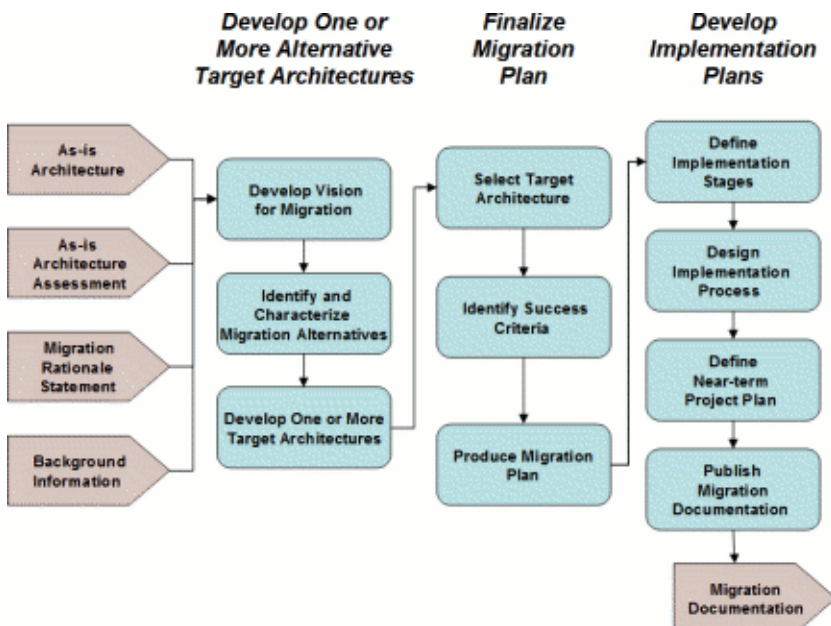 Develop One or
More Alternative
Target Architectures
Finalize
Migration
Plan
Develop
Implementation
Plans
As-is
Architecture
As-is
Architecture
Assessment
Migration
Rationale
Statement
Background
Information
Develop Vision
for Migration
Identify and
Characterize
Migration Alternatives
Develop One or More
Target Architectures
Select Target
Architecture
Identify Success
Criteria
Produce Migration
Plan
Define
Implementation
Stages
Design
Implementation
Process
Define
Near-term
Project Plan
Publish
Migration
Documentation
Migration
Documentation